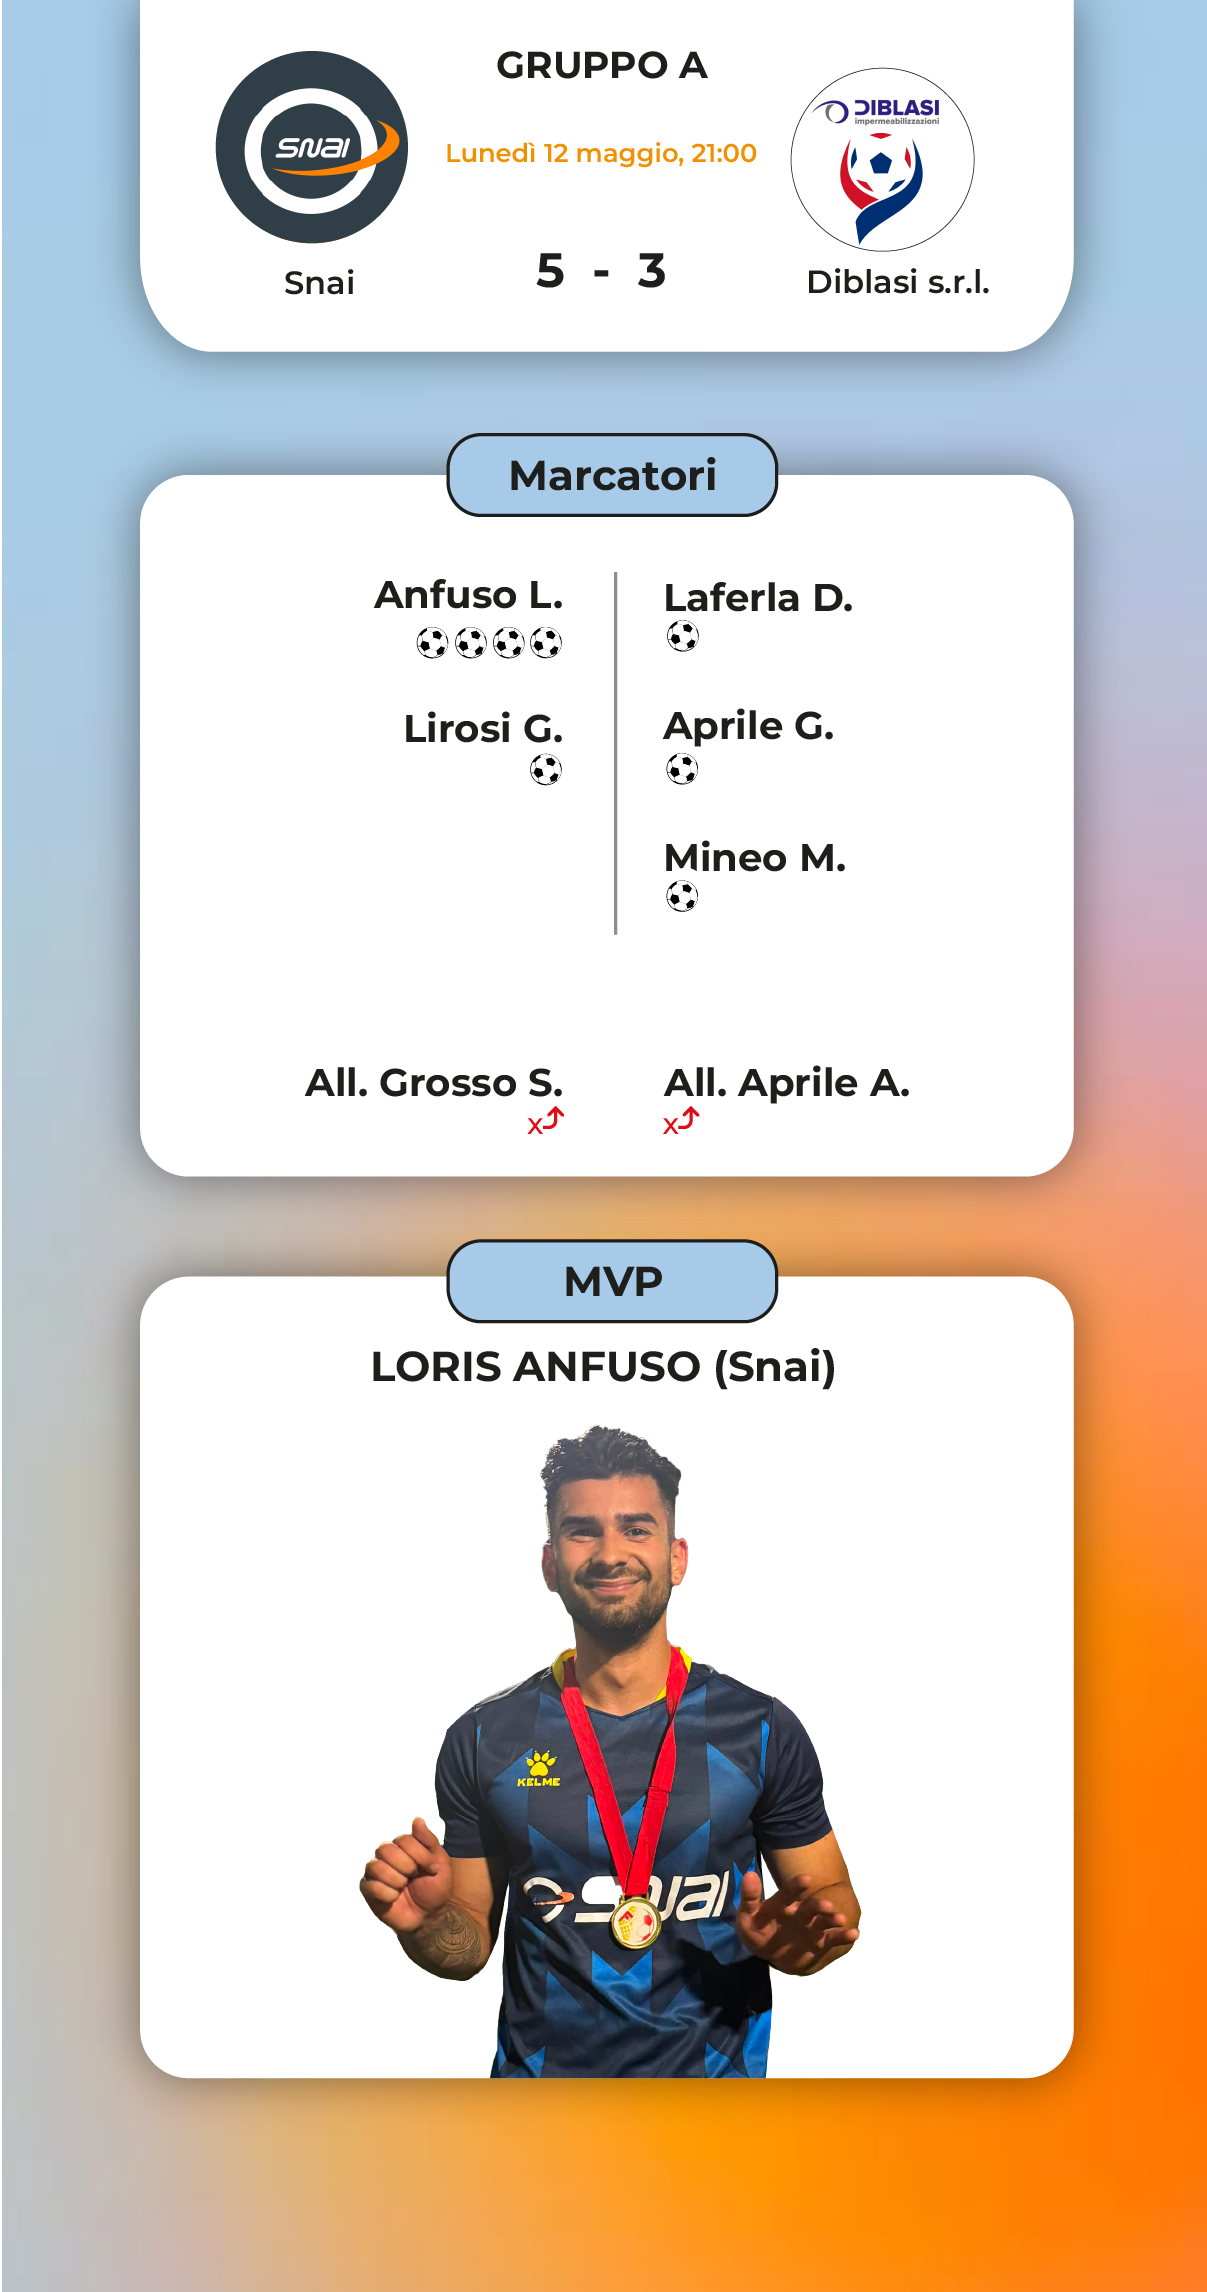 GRUPPO A
snai
DIBLASI
impermeabilizzazioni
Lunedì 12 maggio, 21:00
5 - 3
Snai
Diblasi s.r.l.
Marcatori
Anfuso L.
Laferla D.
Lirosi G.
Aprile G.
Mineo M.
All. Grosso S.
All. Aprile A.
x
x
MVP
LORIS ANFUSO (Snai)
KELME
snai